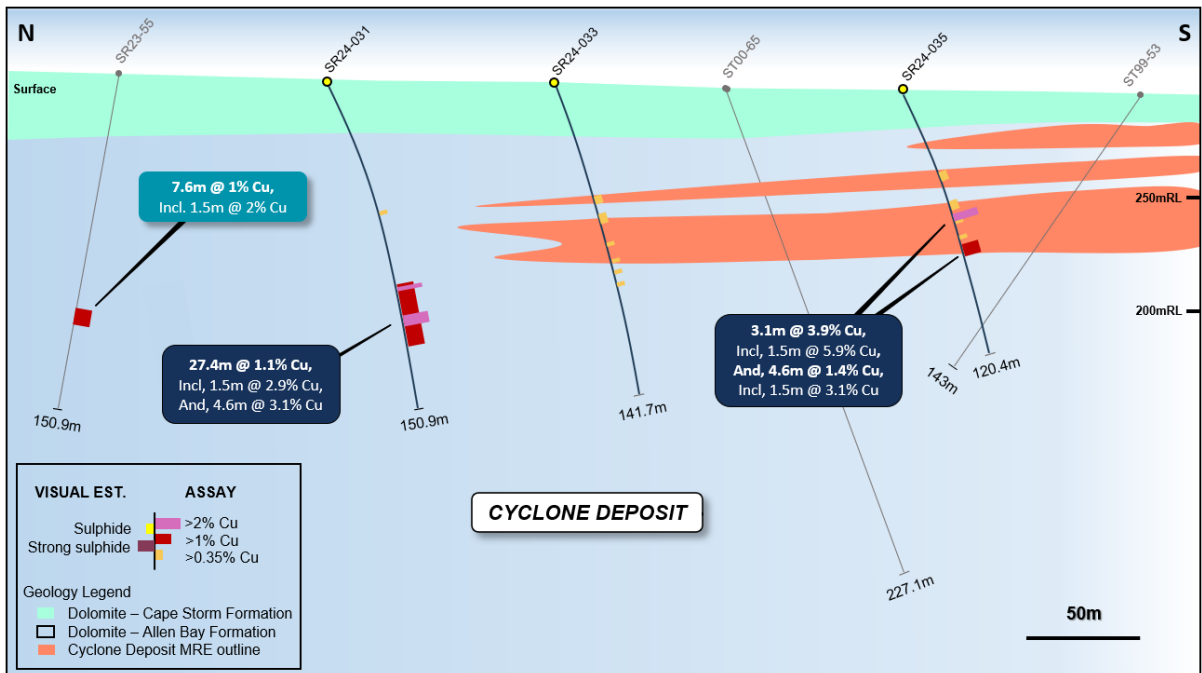 N
S
SR23-55
SR24-031
SR24-033
ST00-65
SR24-035
ST99-53
Surface
7.6m @ 1% Cu,
Incl. 1.5m @ 2% Cu
250mRL
200mRL
27.4m @ 1.1% Cu,
Incl, 1.5m @ 2.9% Cu,
And, 4.6m @ 3.1% Cu
3.1m @ 3.9% Cu,
Incl, 1.5m @ 5.9% Cu,
And, 4.6m @ 1.4% Cu,
Incl, 1.5m @ 3.1% Cu
150.9m
150.9m
141.7m
143m
120.4m
227.1m
CYCLONE DEPOSIT
VISUAL EST. ASSAY
Sulphide >2% Cu
Strong sulphide >1% Cu
>0.35% Cu
Geology Legend
Dolomite – Cape Storm Formation
Dolomite – Allen Bay Formation
Cyclone Deposit MRE outline
50m